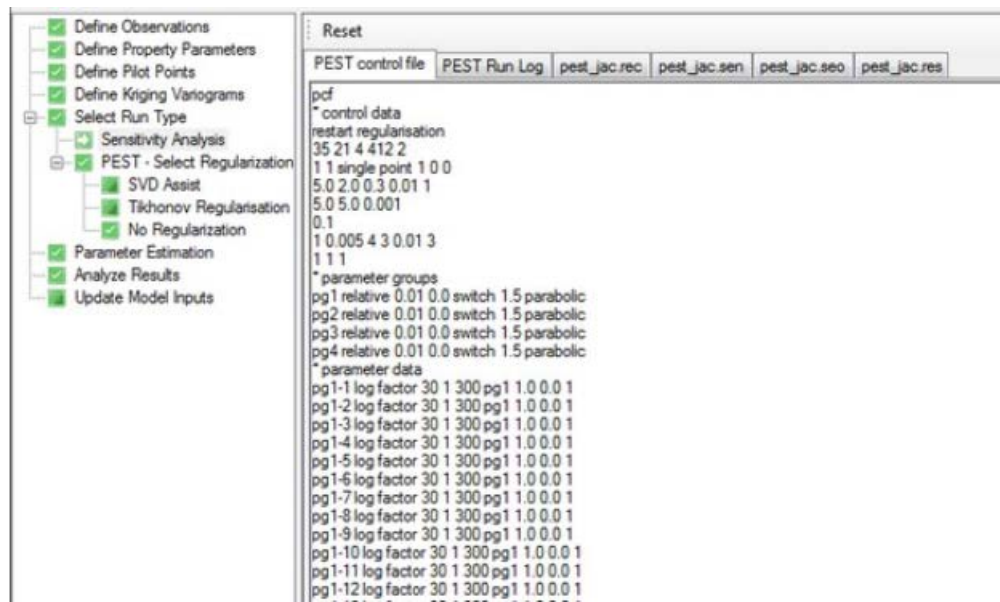 Define Observations
Define Property Parameters
Define Pilot Points
Define Kriging Variograms
Select Run Type
Sensitivity Analysis
PEST - Select Regularization
SVD Assist
Tikhonov Regularisation
No Regularization
Parameter Estimation
Analyze Results
Update Model Inputs
Reset
PEST control file
PEST Run Log
pest_jac.rec
pest_jac.sen
pest_jac.seo
pest_jac.res
pcf
* control data
restart regularisation
35 21 4 412 2
1 1 single point 1 0 0
5.0 2.0 0.3 0.01 1
5.0 5.0 0.001
0.1
1 0.005 4 3 0.01 3
1 1 1
* parameter groups
pg1 relative 0.01 0.0 switch 1.5 parabolic
pg2 relative 0.01 0.0 switch 1.5 parabolic
pg3 relative 0.01 0.0 switch 1.5 parabolic
pg4 relative 0.01 0.0 switch 1.5 parabolic
* parameter data
pg1-1 log factor 30 1 300 pg1 1.0 0.0 1
pg1-2 log factor 30 1 300 pg1 1.0 0.0 1
pg1-3 log factor 30 1 300 pg1 1.0 0.0 1
pg1-4 log factor 30 1 300 pg1 1.0 0.0 1
pg1-5 log factor 30 1 300 pg1 1.0 0.0 1
pg1-6 log factor 30 1 300 pg1 1.0 0.0 1
pg1-7 log factor 30 1 300 pg1 1.0 0.0 1
pg1-8 log factor 30 1 300 pg1 1.0 0.0 1
pg1-9 log factor 30 1 300 pg1 1.0 0.0 1
pg1-10 log factor 30 1 300 pg1 1.0 0.0 1
pg1-11 log factor 30 1 300 pg1 1.0 0.0 1
pg1-12 log factor 30 1 300 pg1 1.0 0.0 1